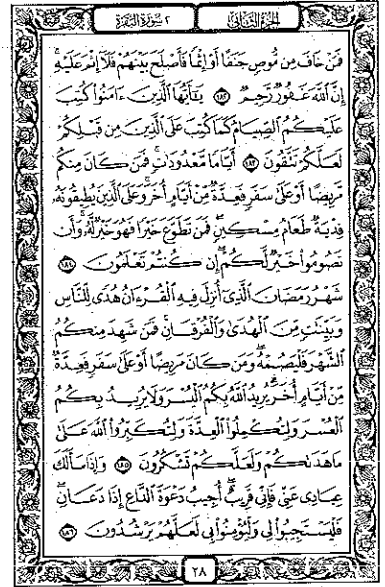 الجزء الثاني
٢ سورة البقرة
فَمَنْ خَافَ مِن مُّوصٍ جَنَفًا أَوْ إِثْمًا فَأَصْلَحَ بَيْنَهُمْ فَلَآ إِثْمَ عَلَيْهِ
إِنَّ ٱللَّهَ غَفُورٌ رَّحِيمٌ ﴿١٨٢﴾ يَٰٓأَيُّهَا ٱلَّذِينَ ءَامَنُوا۟ كُتِبَ
عَلَيْكُمُ ٱلصِّيَامُ كَمَا كُتِبَ عَلَى ٱلَّذِينَ مِن قَبْلِكُمْ
لَعَلَّكُمْ تَتَّقُونَ ﴿١٨٣﴾ أَيَّامًا مَّعْدُودَٰتٍ ۚ فَمَن كَانَ مِنكُم
مَّرِيضًا أَوْ عَلَىٰ سَفَرٍ فَعِدَّةٌ مِّنْ أَيَّامٍ أُخَرَ ۚ وَعَلَى ٱلَّذِينَ يُطِيقُونَهُۥ
فِدْيَةٌ طَعَامُ مِسْكِينٍ ۖ فَمَن تَطَوَّعَ خَيْرًا فَهُوَ خَيْرٌ لَّهُۥ ۚ وَأَن
تَصُومُوا۟ خَيْرٌ لَّكُمْ ۖ إِن كُنتُمْ تَعْلَمُونَ ﴿١٨٤﴾
شَهْرُ رَمَضَانَ ٱلَّذِىٓ أُنزِلَ فِيهِ ٱلْقُرْءَانُ هُدًى لِّلنَّاسِ
وَبَيِّنَٰتٍ مِّنَ ٱلْهُدَىٰ وَٱلْفُرْقَانِ ۚ فَمَن شَهِدَ مِنكُمُ
ٱلشَّهْرَ فَلْيَصُمْهُ ۖ وَمَن كَانَ مَرِيضًا أَوْ عَلَىٰ سَفَرٍ فَعِدَّةٌ
مِّنْ أَيَّامٍ أُخَرَ ۗ يُرِيدُ ٱللَّهُ بِكُمُ ٱلْيُسْرَ وَلَا يُرِيدُ بِكُمُ
ٱلْعُسْرَ وَلِتُكْمِلُوا۟ ٱلْعِدَّةَ وَلِتُكَبِّرُوا۟ ٱللَّهَ عَلَىٰ
مَا هَدَىٰكُمْ وَلَعَلَّكُمْ تَشْكُرُونَ ﴿١٨٥﴾ وَإِذَا سَأَلَكَ
عِبَادِى عَنِّى فَإِنِّى قَرِيبٌ ۖ أُجِيبُ دَعْوَةَ ٱلدَّاعِ إِذَا دَعَانِ ۖ
فَلْيَسْتَجِيبُوا۟ لِى وَلْيُؤْمِنُوا۟ بِى لَعَلَّهُمْ يَرْشُدُونَ ﴿١٨٦﴾
٢٨